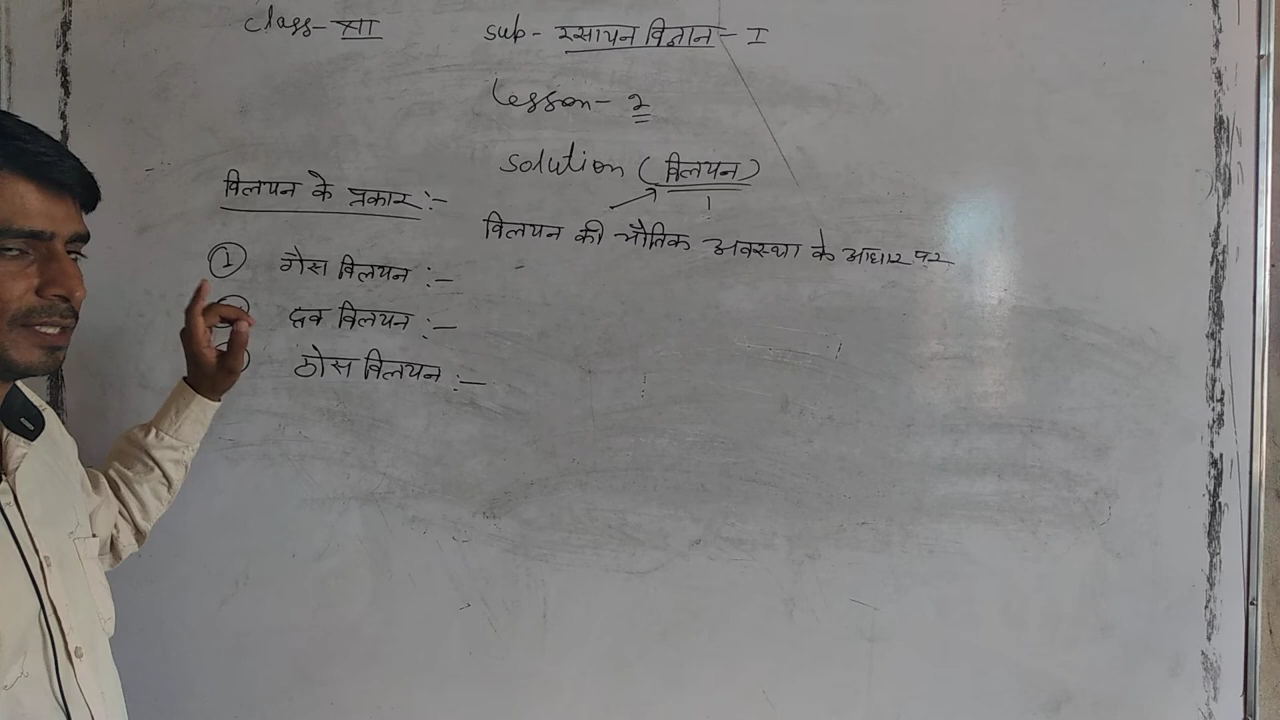 class- XII
sub- रसायन विज्ञान - I
Lesson- 2
solution (विलयन)
विलयन के प्रकार :-
विलयन की भौतिक अवस्था के आधार पर
1 गैस विलयन :-
द्रव विलयन :-
ठोस विलयन :-